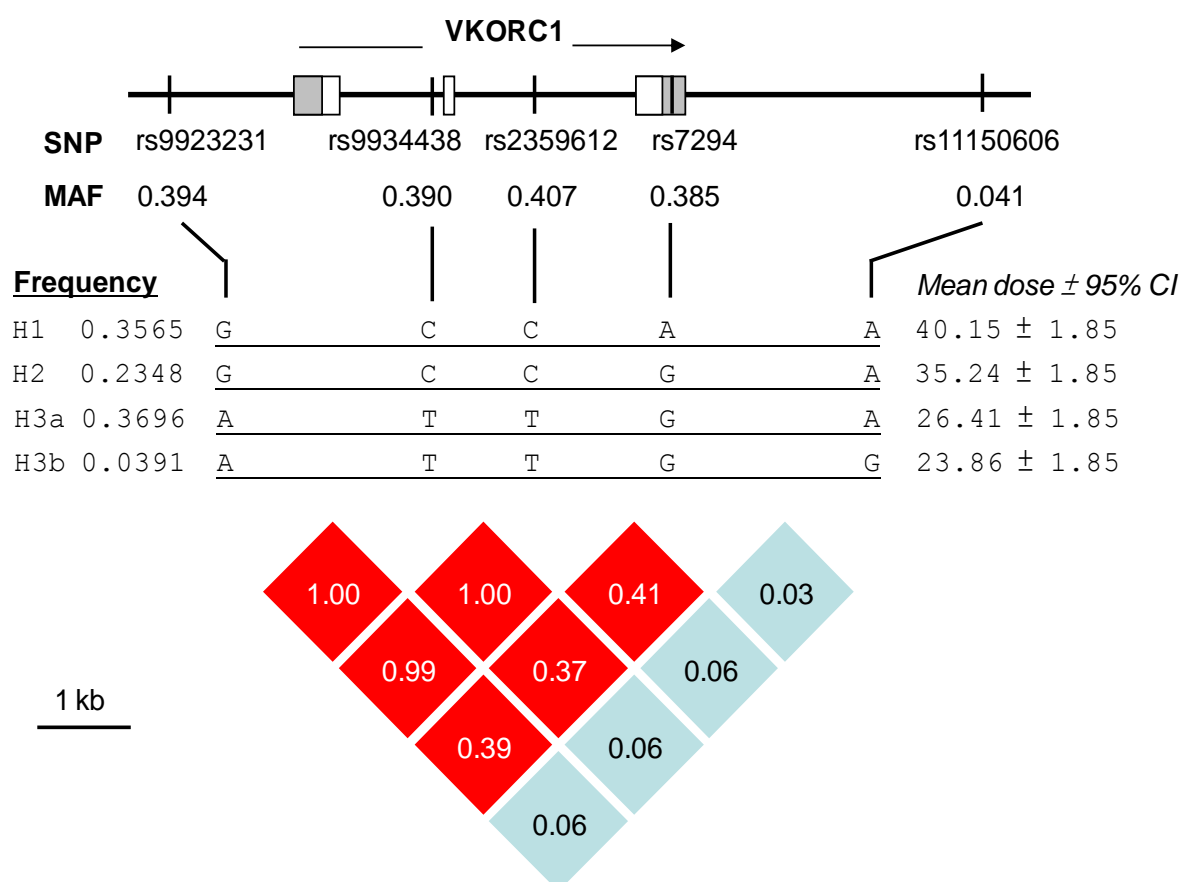 VKORC1
SNP rs9923231 rs9934438 rs2359612 rs7294 rs11150606
MAF 0.394 0.390 0.407 0.385 0.041
Frequency Mean dose ± 95% CI
H1 0.3565 G C C A A 40.15 ± 1.85
H2 0.2348 G C C G A 35.24 ± 1.85
H3a 0.3696 A T T G A 26.41 ± 1.85
H3b 0.0391 A T T G G 23.86 ± 1.85
1.00 1.00 0.41 0.03
0.99 0.37 0.06
1 kb
0.39 0.06
0.06